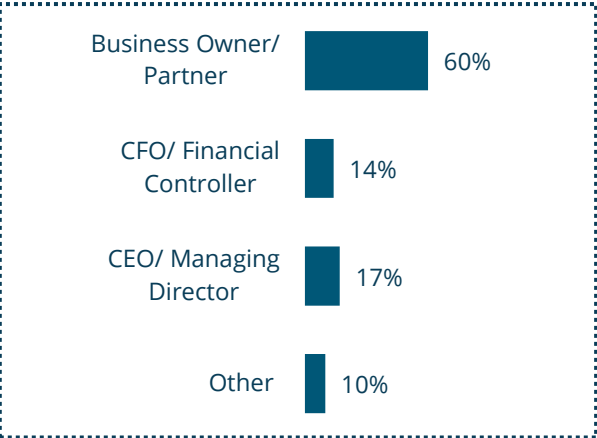 Business Owner/
Partner
60%
CFO/ Financial
Controller
14%
CEO/ Managing
Director
17%
Other
10%